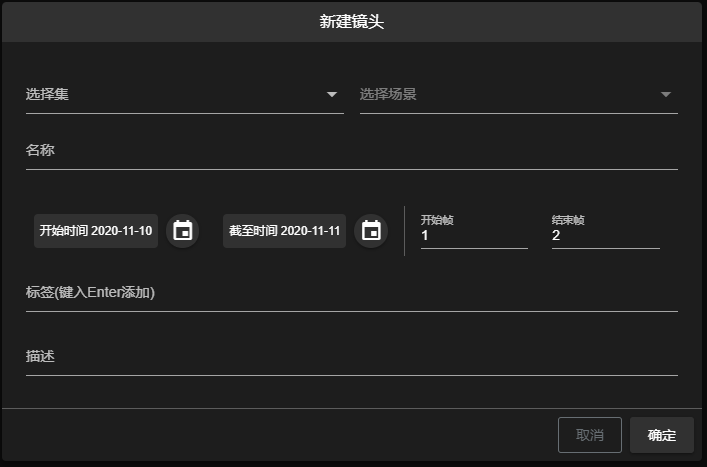 新建镜头
选择集 选择场景
名称
开始时间 2020-11-10 截至时间 2020-11-11
开始帧 结束帧
1 2
标签(键入Enter添加)
描述
取消 确定